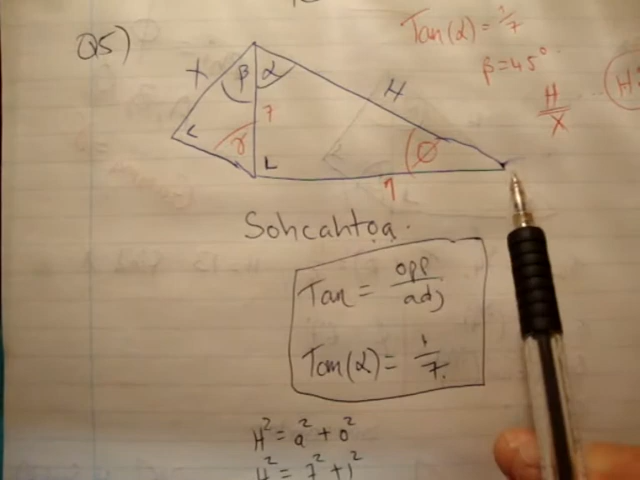 Q5)
Tan(α) = 1/7
β = 45°
H/X
H
x β α
7
H
γ
L
L
Ø
1
Sohcahtoa.
Tan = opp/adj
Tan(α) = 1/7.
H² = a² + o²
H² = 7² + 1²